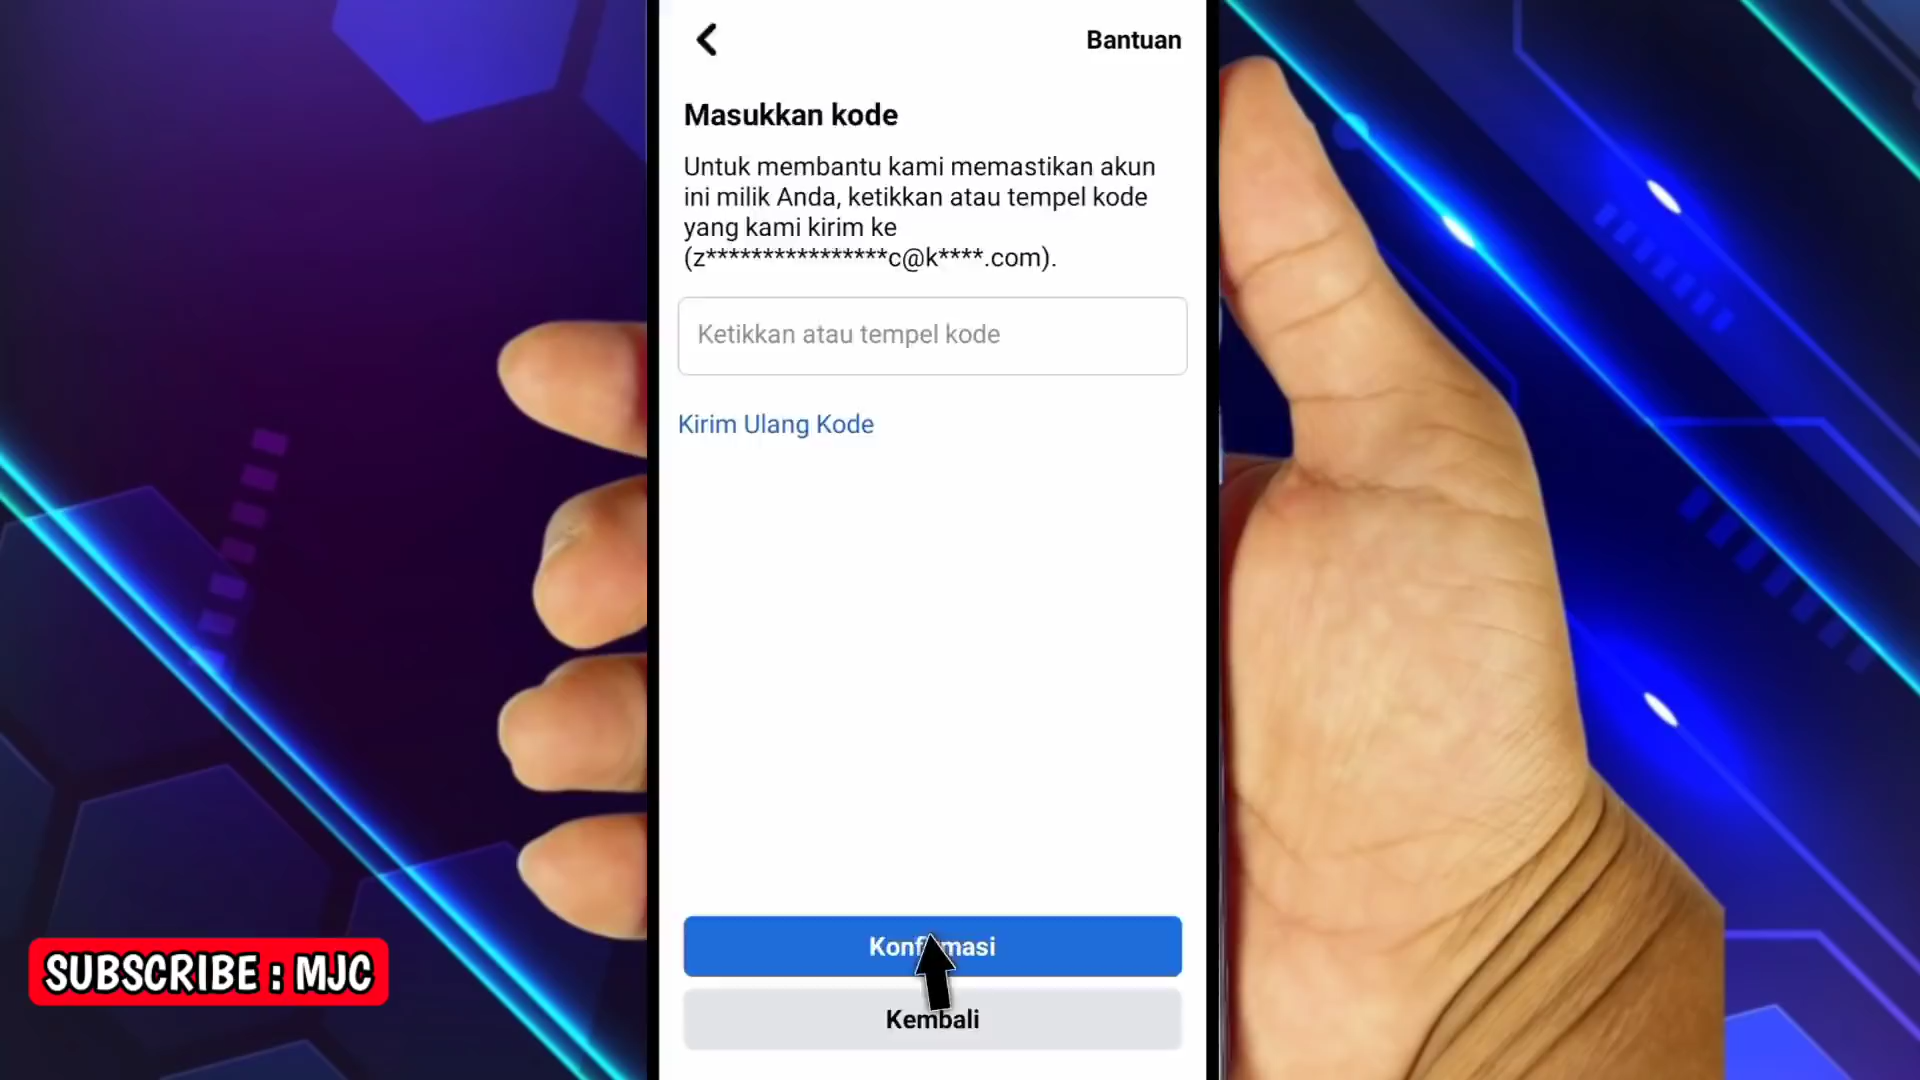 Bantuan
Masukkan kode
Untuk membantu kami memastikan akun
ini milik Anda, ketikkan atau tempel kode
yang kami kirim ke
(z****************c@k****.com).
Ketikkan atau tempel kode
Kirim Ulang Kode
Konfirmasi
Kembali
SUBSCRIBE : MJC